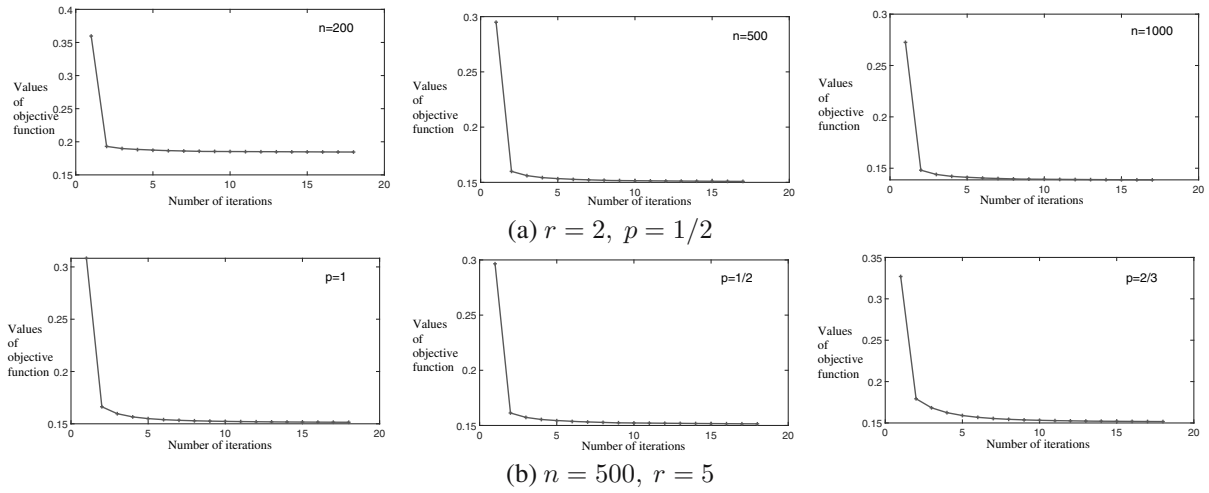 0.4
0.35
0.3
0.25
0.2
0.15
0 5 10 15 20
n=200
Values
of
objective
function
Number of iterations
0.3
0.25
0.2
0.15
0 5 10 15 20
n=500
Values
of
objective
function
Number of iterations
0.3
0.25
0.2
0.15
0 5 10 15 20
n=1000
Values
of
objective
function
Number of iterations
(a) r = 2, p = 1/2
0.3
0.25
0.2
0.15
0 5 10 15 20
p=1
Values
of
objective
function
Number of iterations
0.3
0.25
0.2
0.15
0 5 10 15 20
p=1/2
Values
of
objective
function
Number of iterations
0.35
0.3
0.25
0.2
0.15
0 5 10 15 20
p=2/3
Values
of
objective
function
Number of iterations
(b) n = 500, r = 5